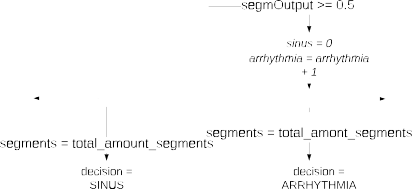 segmOutput >= 0.5
sinus = 0
arrhythmia = arrhythmia
+ 1
segments = total_amount_segments
segments = total_amont_segments
decision =
SINUS
decision =
ARRHYTHMIA